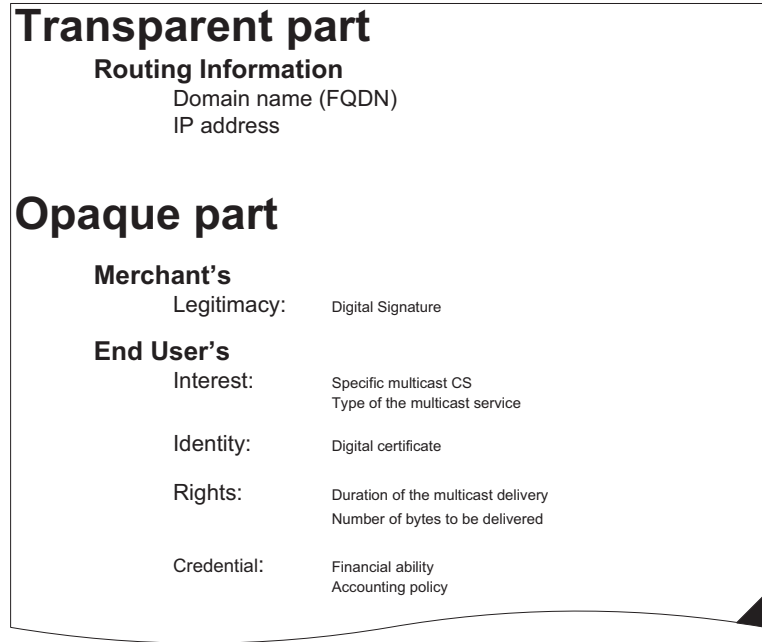 Transparent part
Routing Information
Domain name (FQDN)
IP address
Opaque part
Merchant’s
Legitimacy: Digital Signature
End User’s
Interest: Specific multicast CS
Type of the multicast service
Identity: Digital certificate
Rights: Duration of the multicast delivery
Number of bytes to be delivered
Credential: Financial ability
Accounting policy